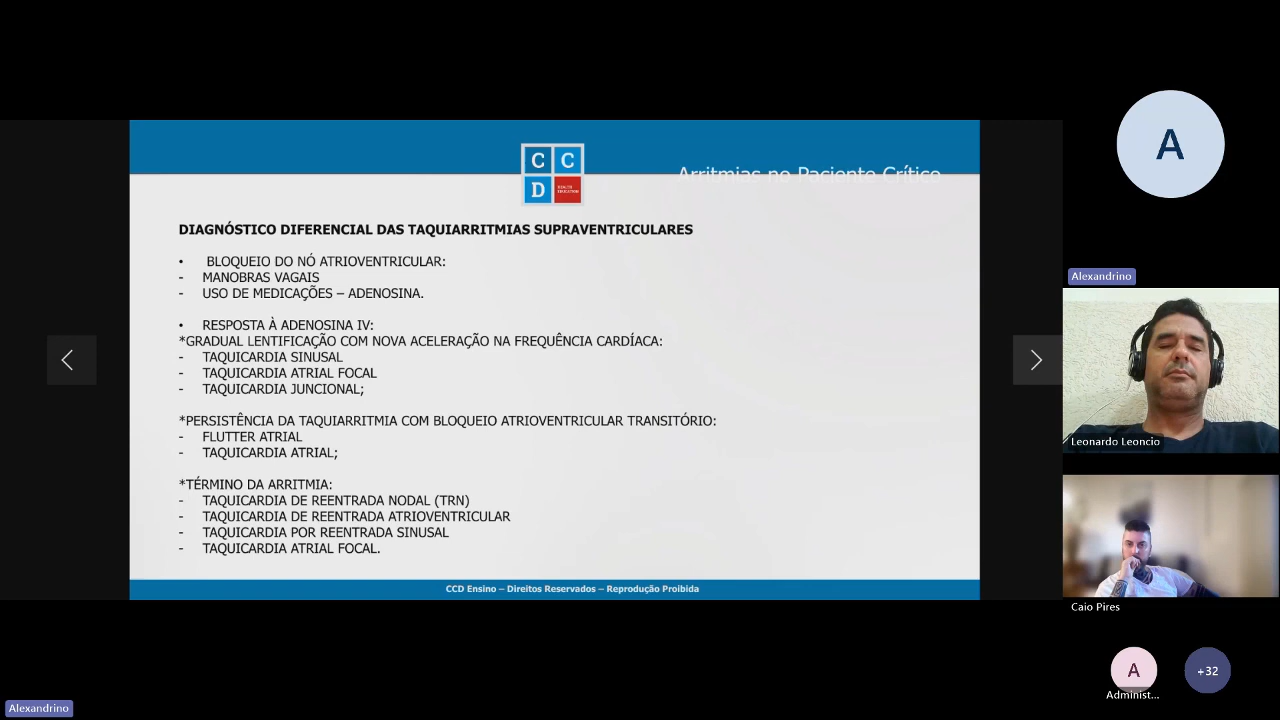 C C
D HEALTH EDUCATION
Arritmias no Paciente Crítico
DIAGNÓSTICO DIFERENCIAL DAS TAQUIARRITMIAS SUPRAVENTRICULARES
• BLOQUEIO DO NÓ ATRIOVENTRICULAR:
- MANOBRAS VAGAIS
- USO DE MEDICAÇÕES – ADENOSINA.
• RESPOSTA À ADENOSINA IV:
*GRADUAL LENTIFICAÇÃO COM NOVA ACELERAÇÃO NA FREQUÊNCIA CARDÍACA:
- TAQUICARDIA SINUSAL
- TAQUICARDIA ATRIAL FOCAL
- TAQUICARDIA JUNCIONAL;
*PERSISTÊNCIA DA TAQUIARRITMIA COM BLOQUEIO ATRIOVENTRICULAR TRANSITÓRIO:
- FLUTTER ATRIAL
- TAQUICARDIA ATRIAL;
*TÉRMINO DA ARRITMIA:
- TAQUICARDIA DE REENTRADA NODAL (TRN)
- TAQUICARDIA DE REENTRADA ATRIOVENTRICULAR
- TAQUICARDIA POR REENTRADA SINUSAL
- TAQUICARDIA ATRIAL FOCAL.
CCD Ensino – Direitos Reservados – Reprodução Proibida
A
Alexandrino
Leonardo Leoncio
Caio Pires
A
+32
Administ...
Alexandrino